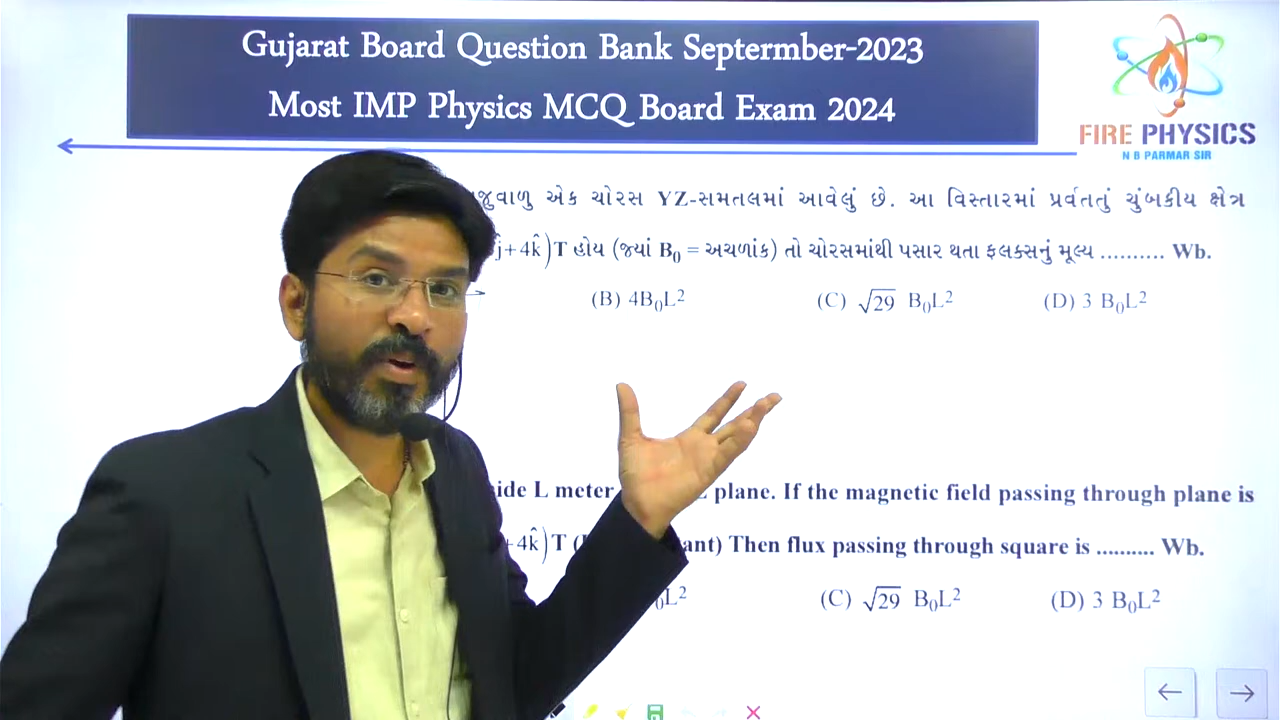 Gujarat Board Question Bank Septermber-2023
Most IMP Physics MCQ Board Exam 2024
FIRE PHYSICS
N B PARMAR SIR
એક ચોરસ YZ-સમતલમાં આવેલું છે. આ વિસ્તારમાં પ્રવર્તતું ચુંબકીય ક્ષેત્ર
ĵ+4k̂)T હોય (જ્યાં B₀ = અચળાંક) તો ચોરસમાંથી પસાર થતા ફલક્સનું મૂલ્ય .......... Wb.
(B) 4B₀L² (C) √29 B₀L² (D) 3 B₀L²
L meter plane. If the magnetic field passing through plane is
4k̂)T Then flux passing through square is .......... Wb.
₀L² (C) √29 B₀L² (D) 3 B₀L²